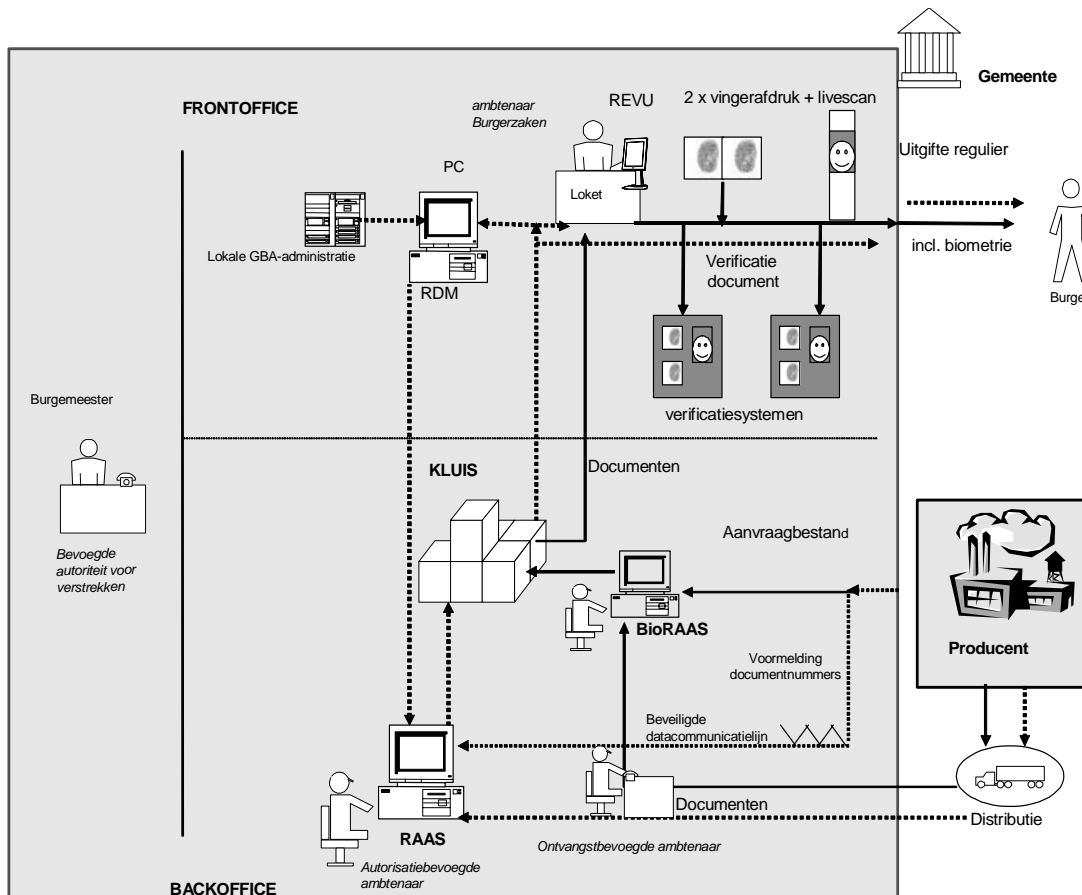 Gemeente
FRONTOFFICE
ambtenaar
Burgerzaken
REVU
2 x vingerafdruk + livescan
Uitgifte regulier
PC
Loket
Lokale GBA-administratie
RDM
Verificatie
document
incl. biometrie
Burge
verificatiesystemen
Burgemeester
Bevoegde
autoriteit voor
verstrekken
KLUIS
Documenten
Aanvraagbestand
BioRAAS
Producent
Voormelding
documentnummers
Beveiligde
datacommunicatielijn
Documenten
Distributie
RAAS
Ontvangstbevoegde ambtenaar
Autorisatiebevoegde
ambtenaar
BACKOFFICE